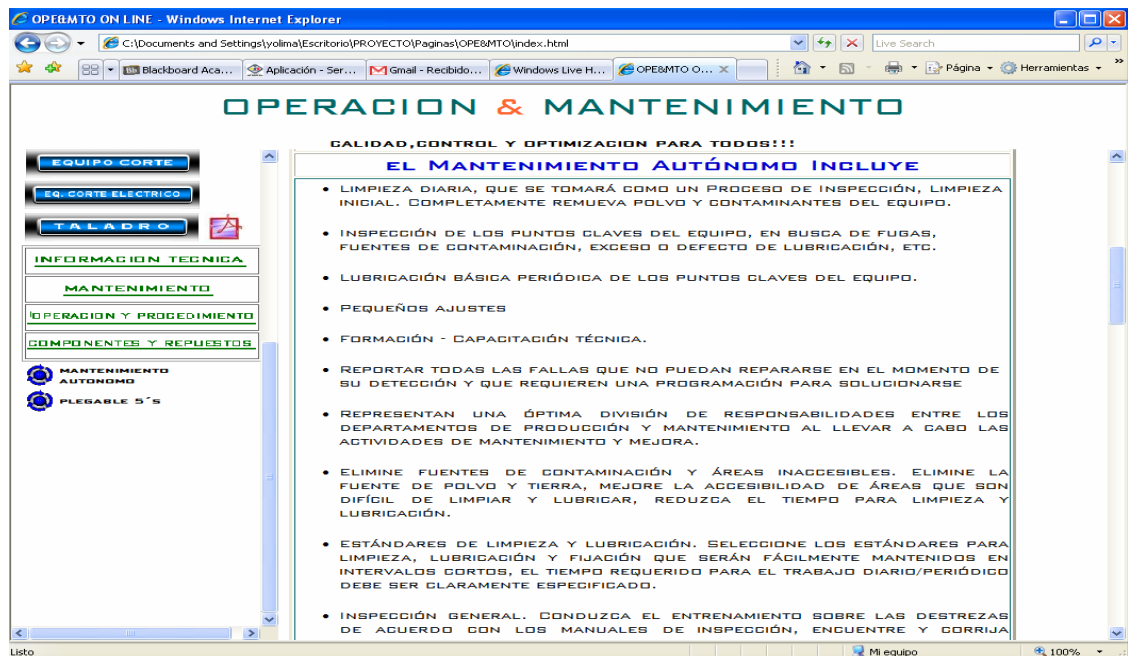 OPE&MTO ON LINE - Windows Internet Explorer
C:\Documents and Settings\yolima\Escritorio\PROYECTO\Paginas\OPE&MTO\index.html
Live Search
Blackboard Aca...
Aplicación - Ser...
Gmail - Recibido...
Windows Live H...
OPE&MTO O...
Página
Herramientas
OPERACION & MANTENIMIENTO
CALIDAD,CONTROL Y OPTIMIZACION PARA TODOS!!!
EQUIPO CORTE
EQ. CORTE ELECTRICO
TALADRO
INFORMACION TECNICA
MANTENIMIENTO
OPERACION Y PROCEDIMIENTO
COMPONENTES Y REPUESTOS
MANTENIMIENTO
AUTONOMO
PLEGABLE 5´S
EL MANTENIMIENTO AUTÓNOMO INCLUYE
• LIMPIEZA DIARIA, QUE SE TOMARÁ COMO UN PROCESO DE INSPECCIÓN, LIMPIEZA
INICIAL. COMPLETAMENTE REMUEVA POLVO Y CONTAMINANTES DEL EQUIPO.
• INSPECCIÓN DE LOS PUNTOS CLAVES DEL EQUIPO, EN BUSCA DE FUGAS,
FUENTES DE CONTAMINACIÓN, EXCESO O DEFECTO DE LUBRICACIÓN, ETC.
• LUBRICACIÓN BÁSICA PERIÓDICA DE LOS PUNTOS CLAVES DEL EQUIPO.
• PEQUEÑOS AJUSTES
• FORMACIÓN - CAPACITACIÓN TÉCNICA.
• REPORTAR TODAS LAS FALLAS QUE NO PUEDAN REPARARSE EN EL MOMENTO DE
SU DETECCIÓN Y QUE REQUIEREN UNA PROGRAMACIÓN PARA SOLUCIONARSE
• REPRESENTAN UNA ÓPTIMA DIVISIÓN DE RESPONSABILIDADES ENTRE LOS
DEPARTAMENTOS DE PRODUCCIÓN Y MANTENIMIENTO AL LLEVAR A CABO LAS
ACTIVIDADES DE MANTENIMIENTO Y MEJORA.
• ELIMINE FUENTES DE CONTAMINACIÓN Y ÁREAS INACCESIBLES. ELIMINE LA
FUENTE DE POLVO Y TIERRA, MEJORE LA ACCESIBILIDAD DE ÁREAS QUE SON
DIFÍCIL DE LIMPIAR Y LUBRICAR, REDUZCA EL TIEMPO PARA LIMPIEZA Y
LUBRICACIÓN.
• ESTÁNDARES DE LIMPIEZA Y LUBRICACIÓN. SELECCIONE LOS ESTÁNDARES PARA
LIMPIEZA, LUBRICACIÓN Y FIJACIÓN QUE SERÁN FÁCILMENTE MANTENIDOS EN
INTERVALOS CORTOS, EL TIEMPO REQUERIDO PARA EL TRABAJO DIARIO/PERIÓDICO
DEBE SER CLARAMENTE ESPECIFICADO.
• INSPECCIÓN GENERAL. CONDUZCA EL ENTRENAMIENTO SOBRE LAS DESTREZAS
DE ACUERDO CON LOS MANUALES DE INSPECCIÓN, ENCUENTRE Y CORRIJA
Listo
Mi equipo
100%